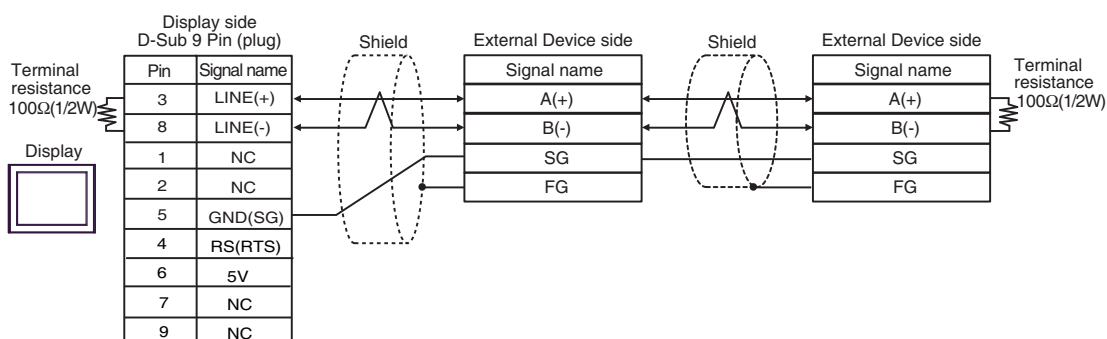 Display side
D-Sub 9 Pin (plug)
Shield
External Device side
Shield
External Device side
Terminal
resistance
100Ω(1/2W)
Pin Signal name
3 LINE(+)
8 LINE(-)
1 NC
2 NC
5 GND(SG)
4 RS(RTS)
6 5V
7 NC
9 NC
Display
Signal name
A(+)
B(-)
SG
FG
Signal name
A(+)
B(-)
SG
FG
Terminal
resistance
100Ω(1/2W)